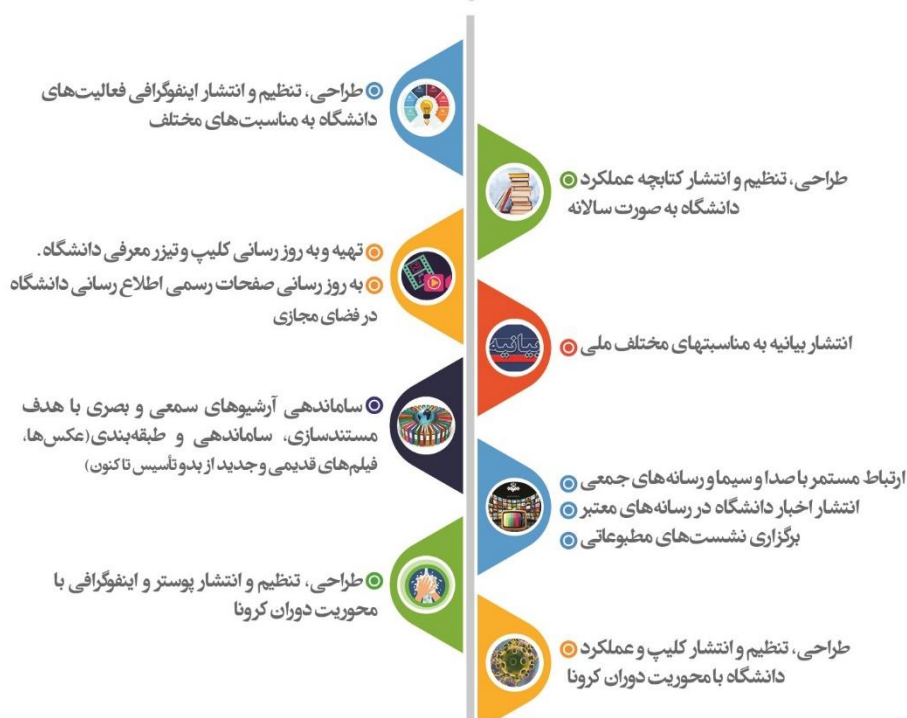 طراحی، تنظیم و انتشار اینفوگرافی فعالیت‌های
دانشگاه به مناسبت‌های مختلف
طراحی، تنظیم و انتشار کتابچه عملکرد
دانشگاه به صورت سالانه
تهیه و به روز رسانی کلیپ و تیزر معرفی دانشگاه.
به روز رسانی صفحات رسمی اطلاع رسانی دانشگاه
در فضای مجازی
انتشار بیانیه به مناسبتهای مختلف ملی
بیانیه
ساماندهی آرشیوهای سمعی و بصری با هدف
مستندسازی، ساماندهی و طبقه‌بندی(عکس‌ها،
فیلم‌های قدیمی و جدید از بدو تأسیس تا کنون)
ارتباط مستمر با صدا و سیما و رسانه‌های جمعی
انتشار اخبار دانشگاه در رسانه‌های معتبر
برگزاری نشست‌های مطبوعاتی
طراحی، تنظیم و انتشار پوستر و اینفوگرافی با
محوریت دوران کرونا
طراحی، تنظیم و انتشار کلیپ و عملکرد
دانشگاه با محوریت دوران کرونا